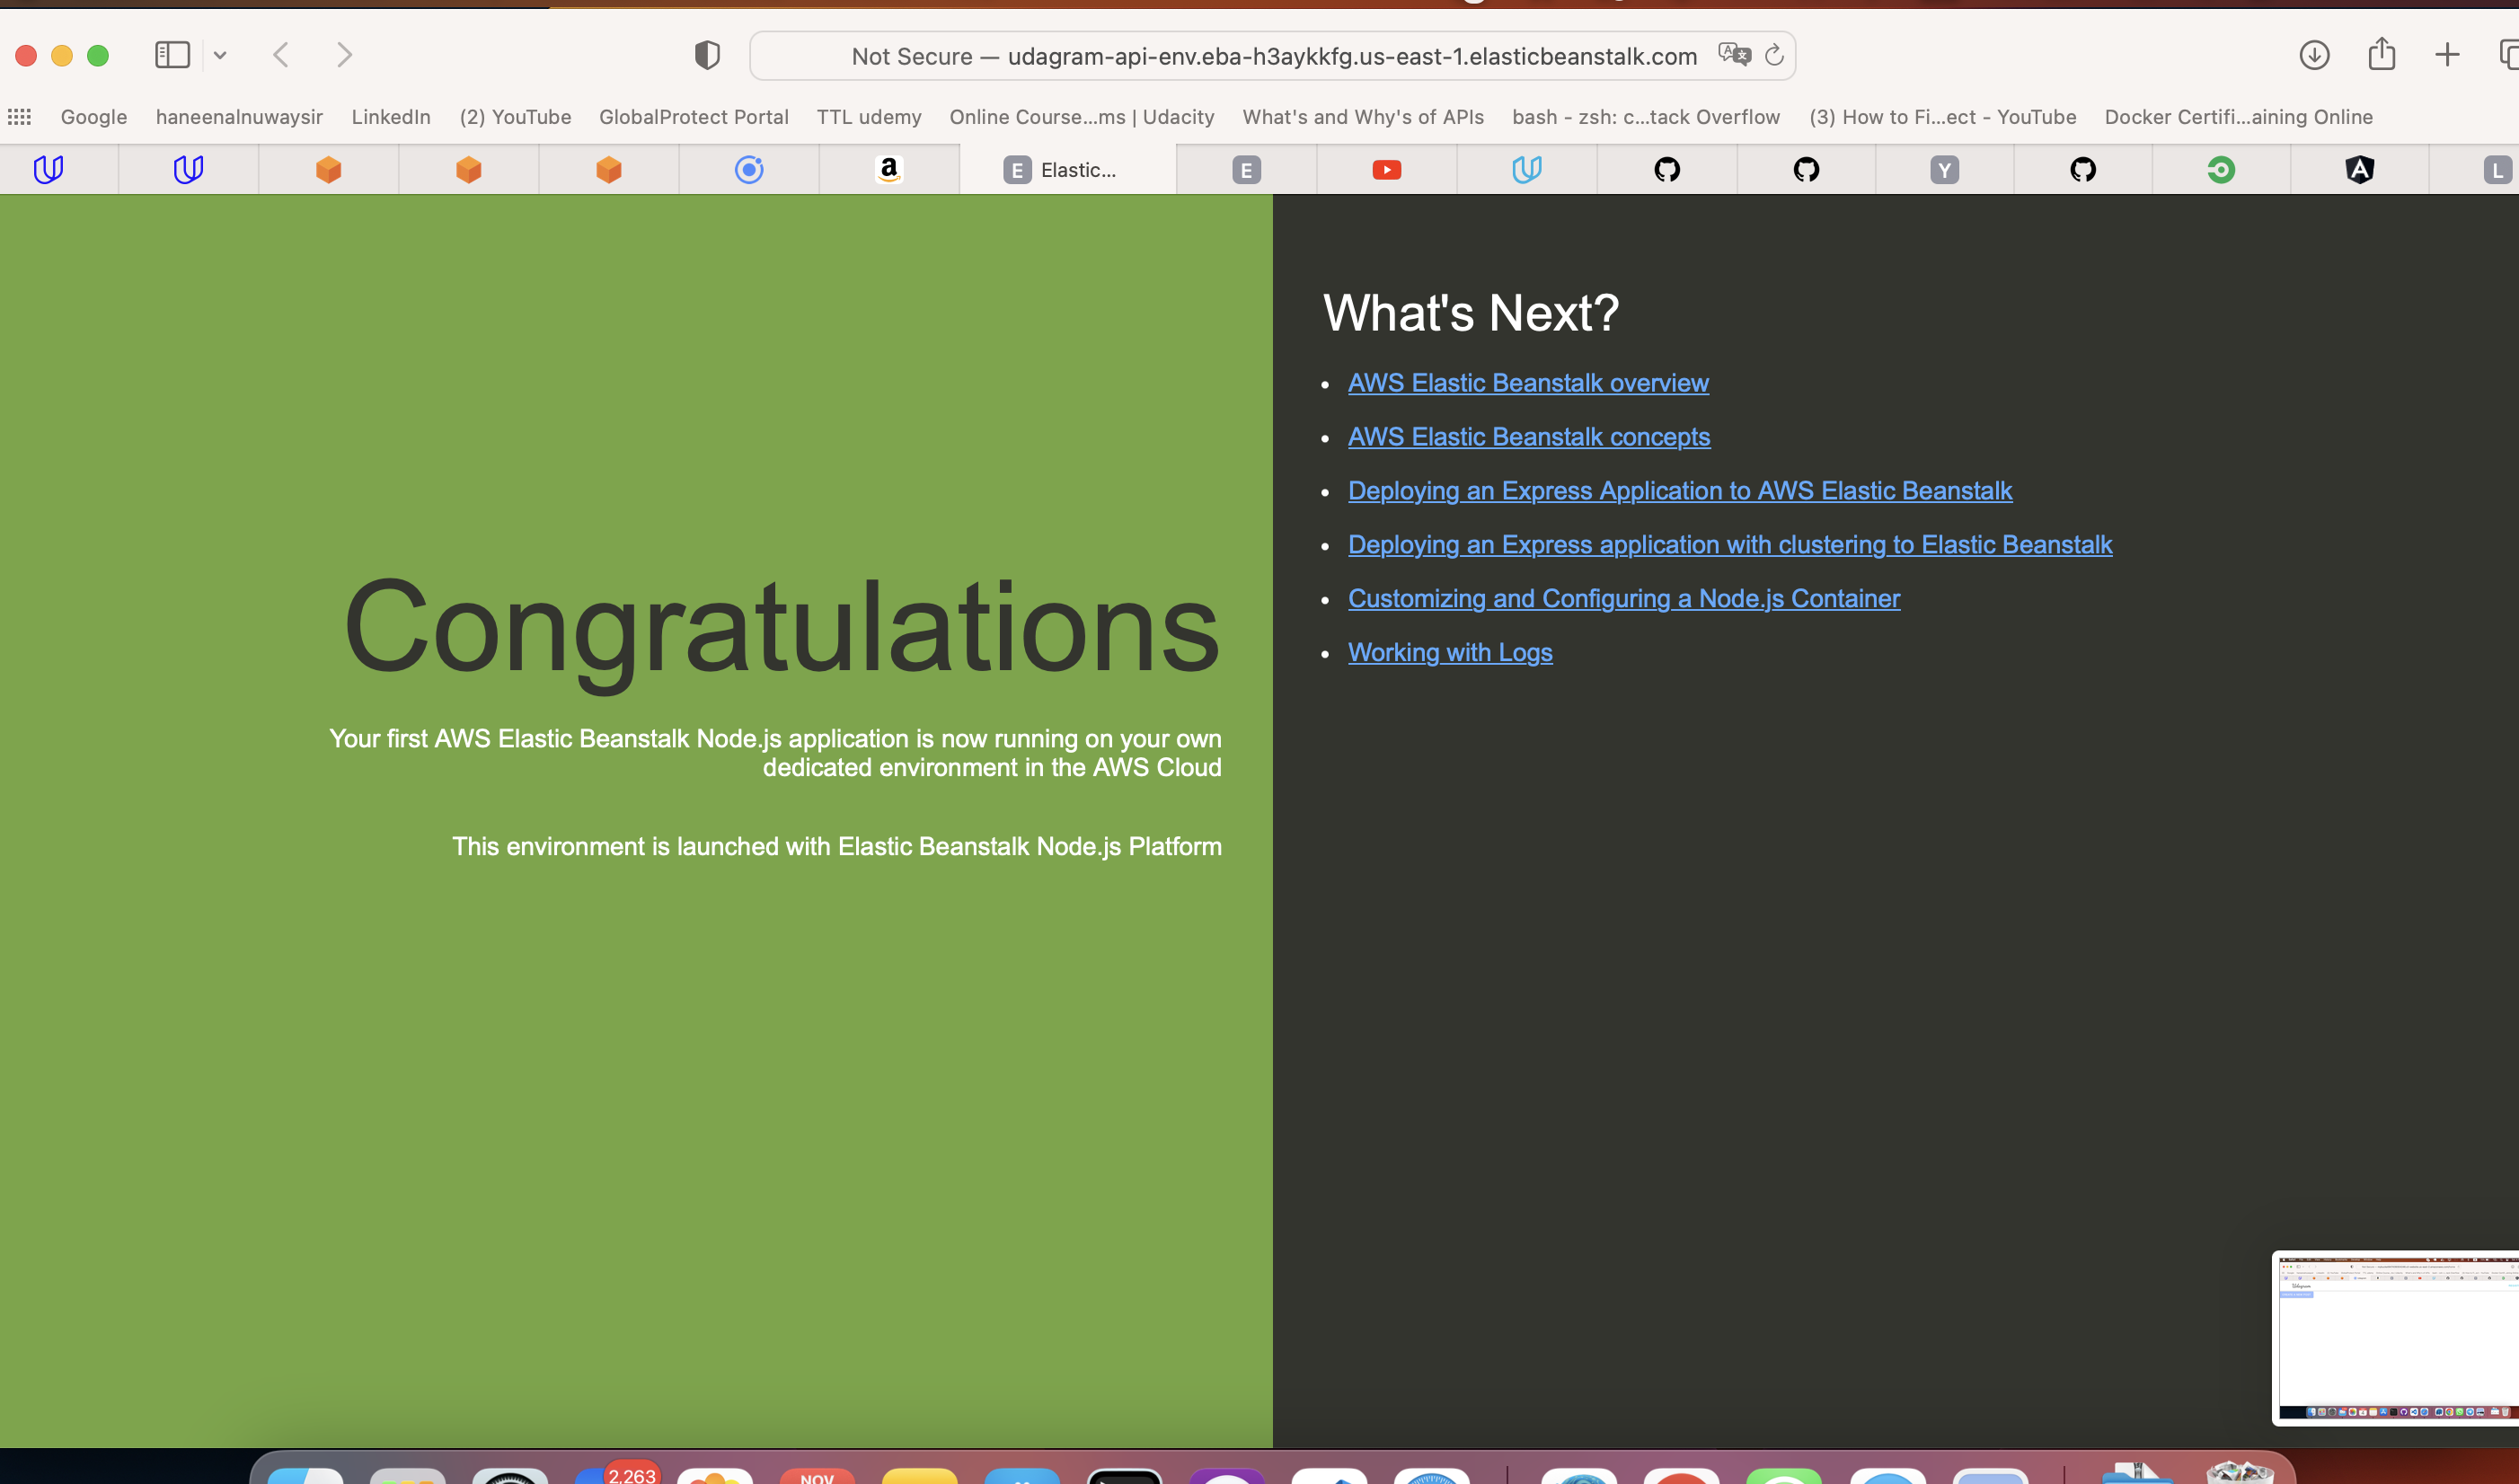 Not Secure — udagram-api-env.eba-h3aykkfg.us-east-1.elasticbeanstalk.com
Google haneenalnuwaysir LinkedIn (2) YouTube GlobalProtect Portal TTL udemy Online Course...ms | Udacity What's and Why's of APIs bash - zsh: c...tack Overflow (3) How to Fi...ect - YouTube Docker Certifi...aining Online
a E Elastic... E Y L
Congratulations
Your first AWS Elastic Beanstalk Node.js application is now running on your own
dedicated environment in the AWS Cloud
This environment is launched with Elastic Beanstalk Node.js Platform
What's Next?
• AWS Elastic Beanstalk overview
• AWS Elastic Beanstalk concepts
• Deploying an Express Application to AWS Elastic Beanstalk
• Deploying an Express application with clustering to Elastic Beanstalk
• Customizing and Configuring a Node.js Container
• Working with Logs
2,263
NOV